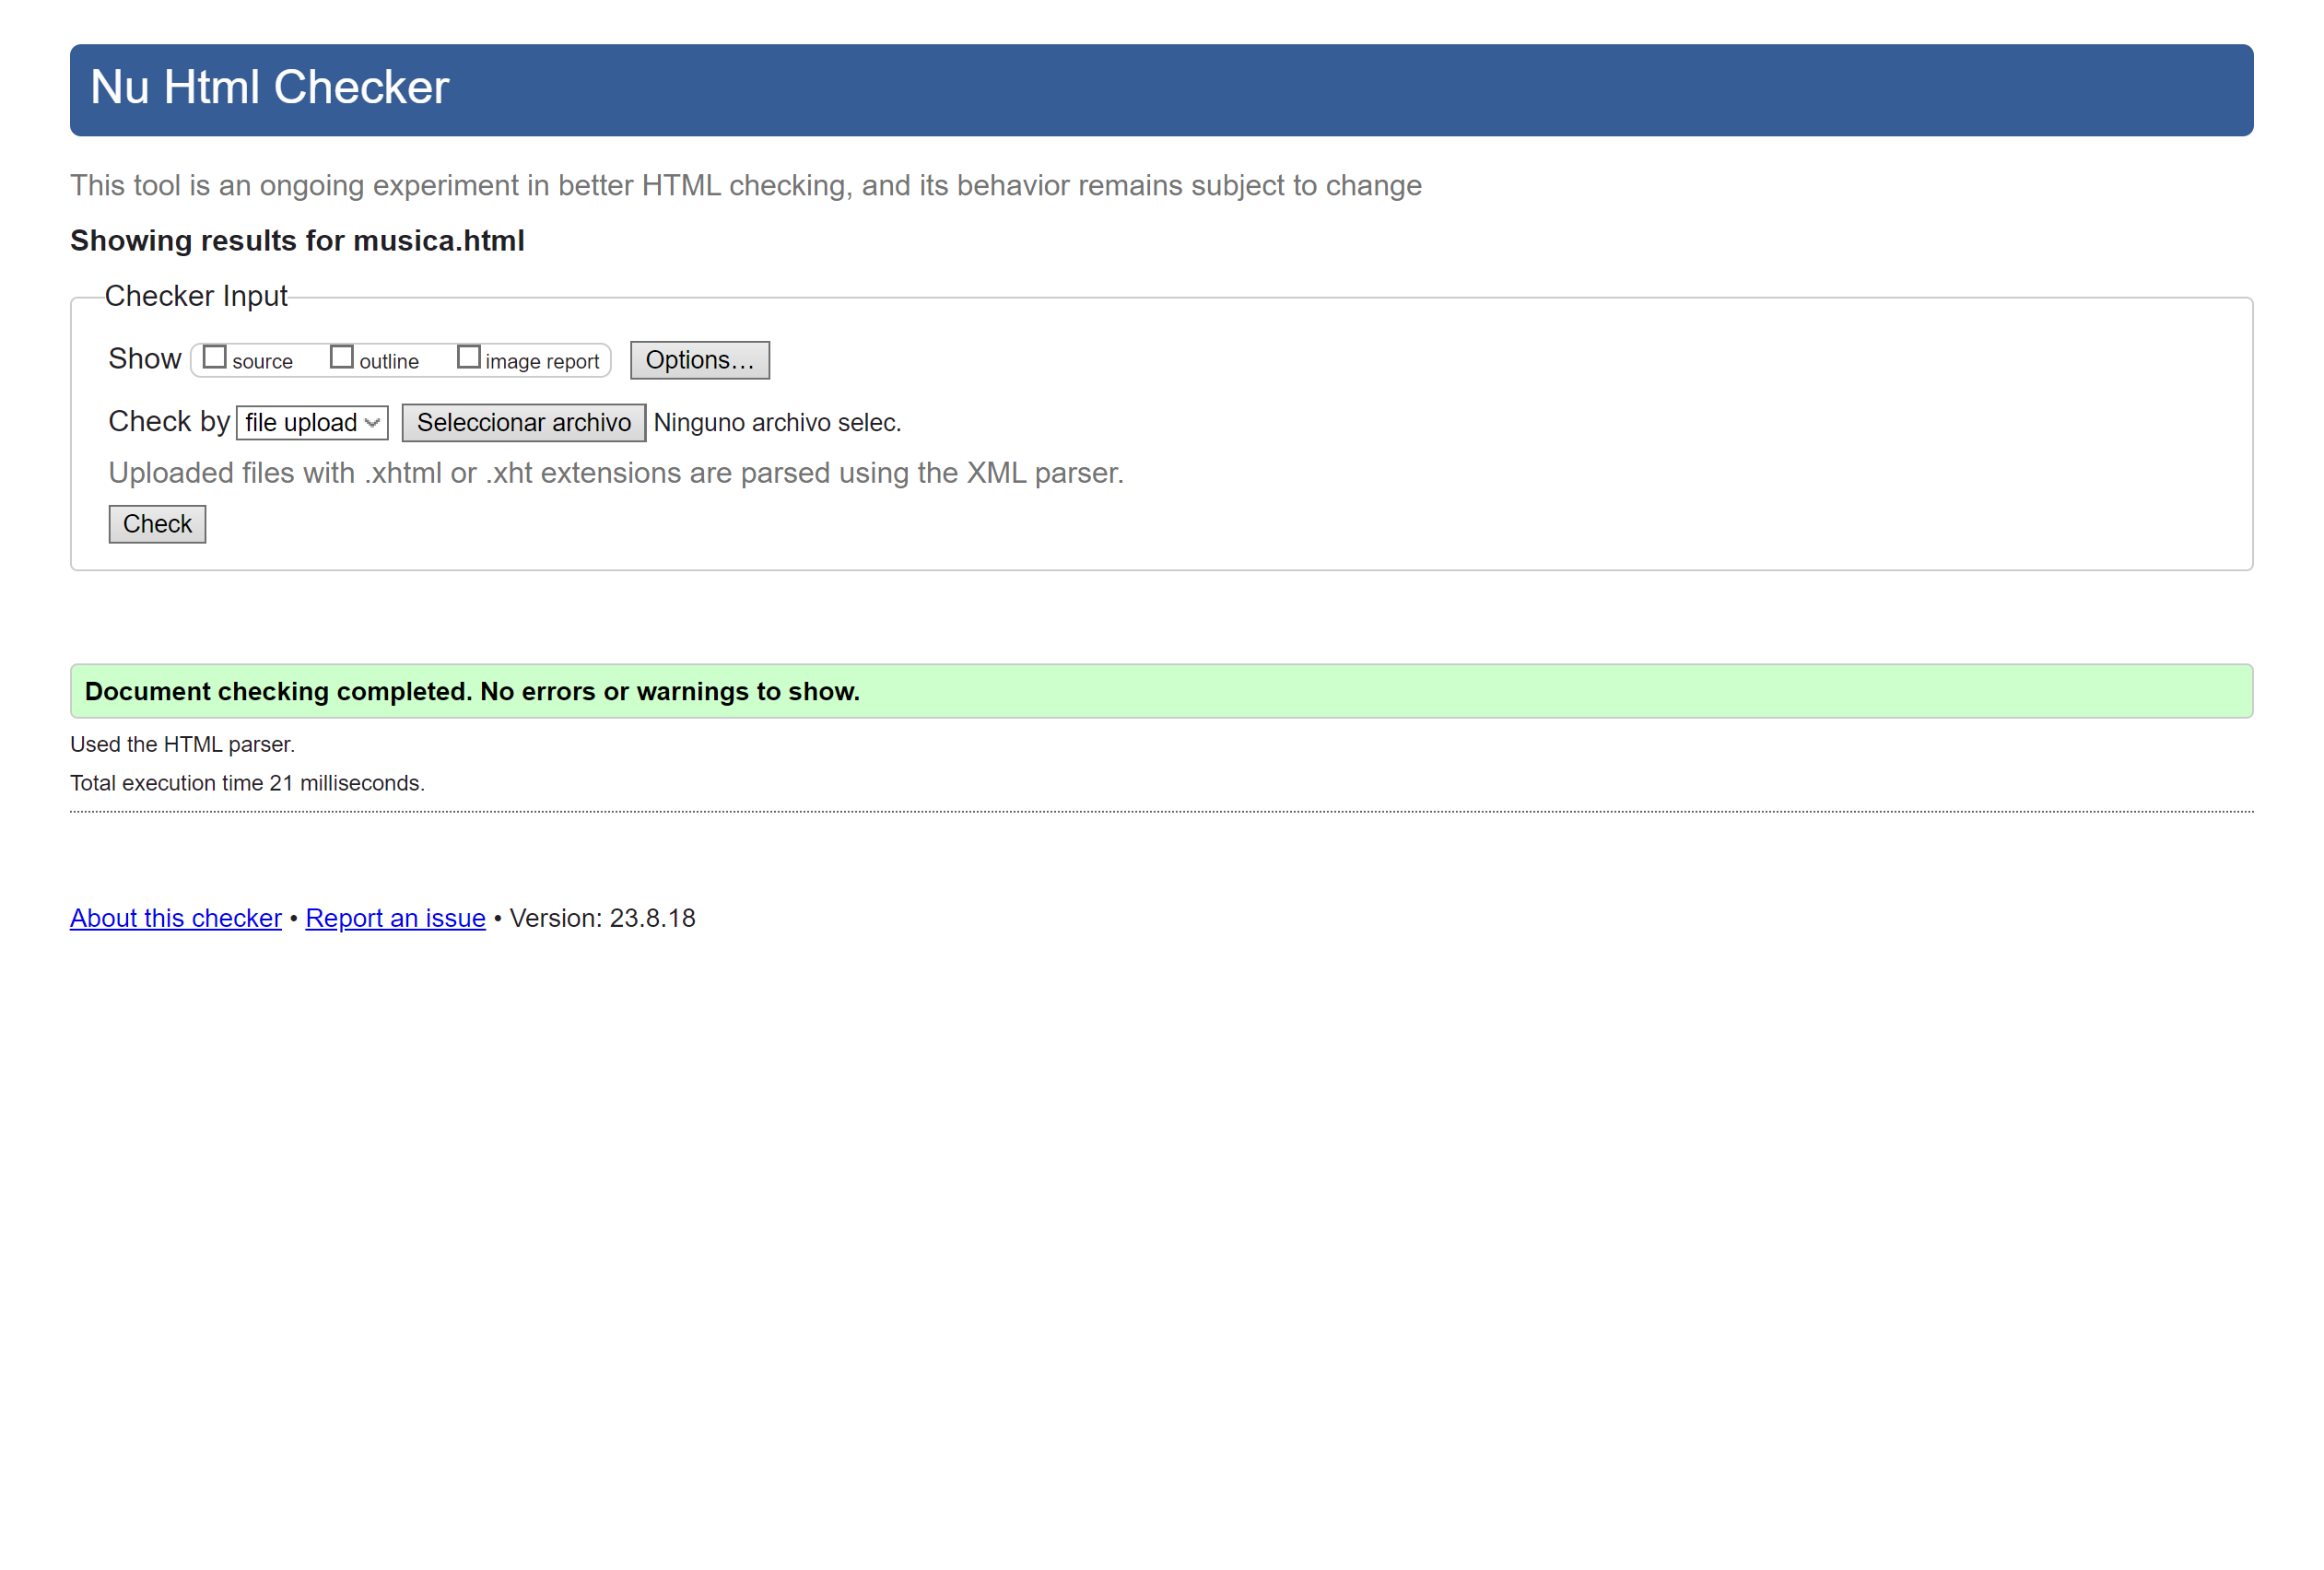 Nu Html Checker
This tool is an ongoing experiment in better HTML checking, and its behavior remains subject to change
Showing results for musica.html
Checker Input
Show source outline image report Options...
Check by file upload Seleccionar archivo Ninguno archivo selec.
Uploaded files with .xhtml or .xht extensions are parsed using the XML parser.
Check
Document checking completed. No errors or warnings to show.
Used the HTML parser.
Total execution time 21 milliseconds.
About this checker • Report an issue • Version: 23.8.18